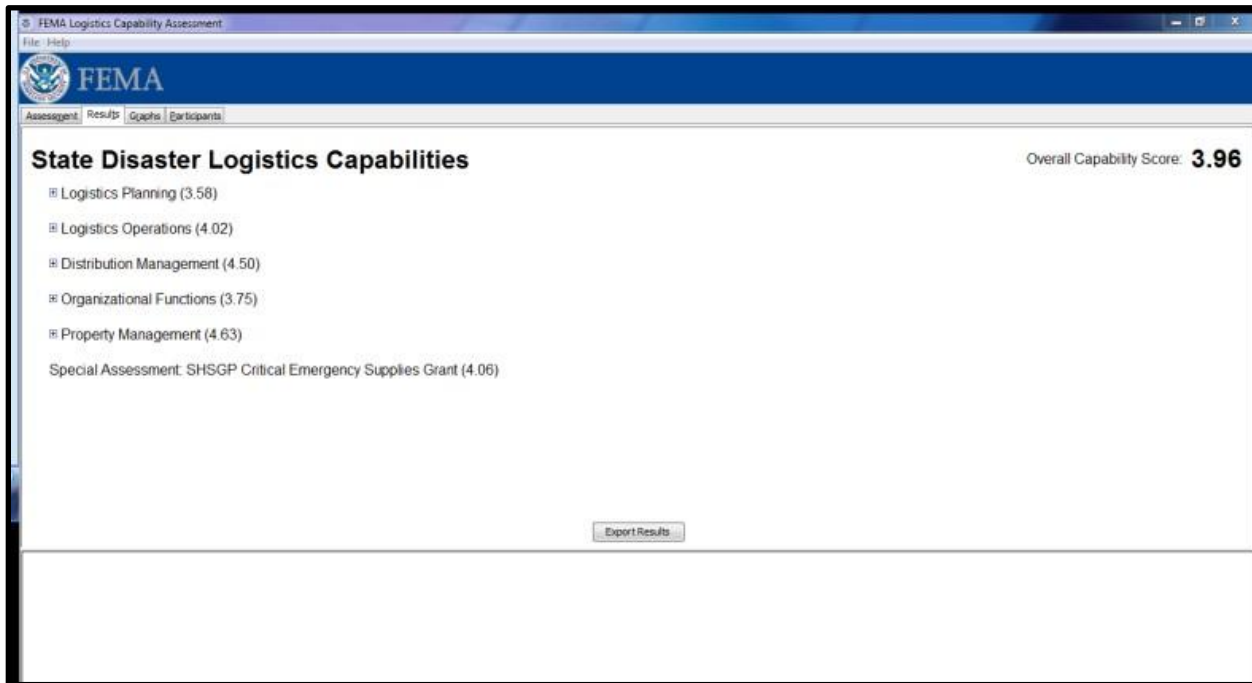 FEMA Logistics Capability Assessment
File Help
FEMA
Assessment Results Graphs Participants
State Disaster Logistics Capabilities
Overall Capability Score: 3.96
Logistics Planning (3.58)
Logistics Operations (4.02)
Distribution Management (4.50)
Organizational Functions (3.75)
Property Management (4.63)
Special Assessment: SHSGP Critical Emergency Supplies Grant (4.06)
Export Results